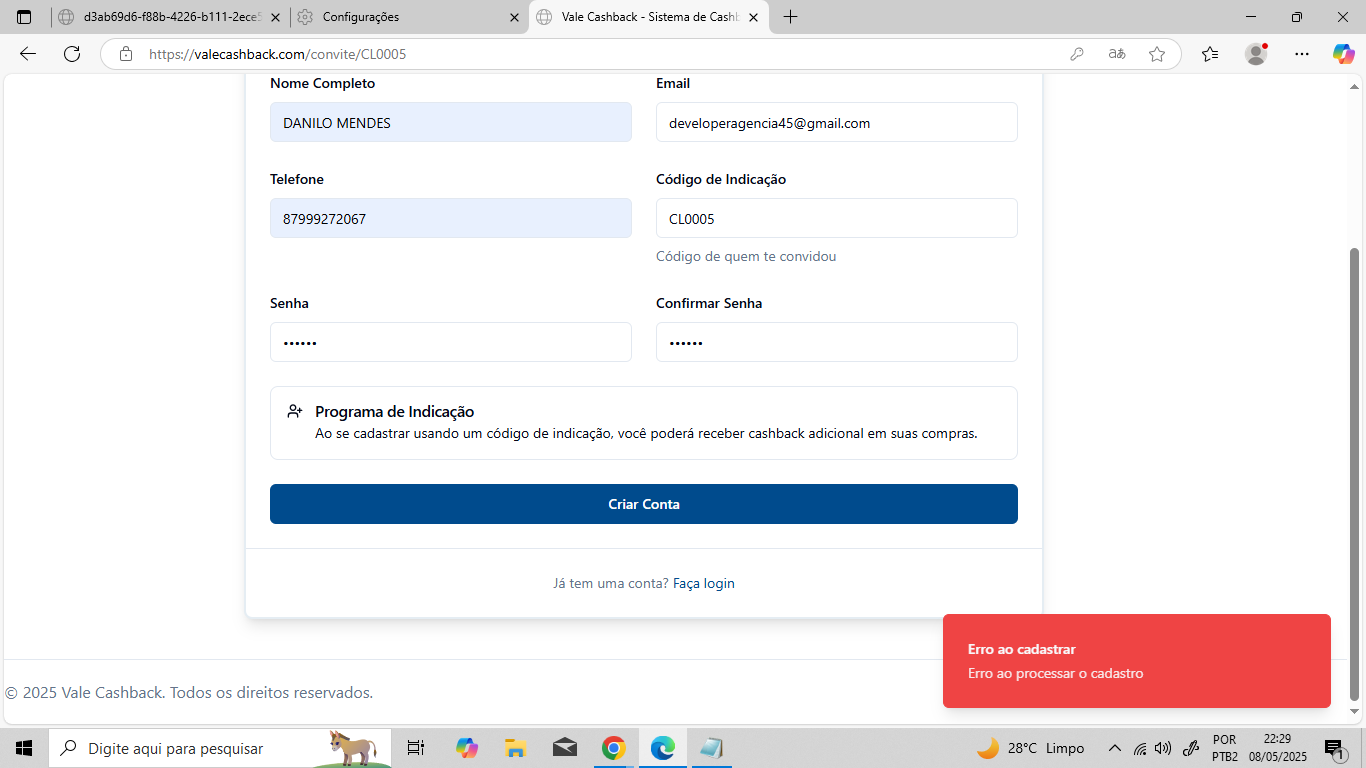 d3ab69d6-f88b-4226-b111-2ece5
Configurações
Vale Cashback - Sistema de Cashb
https://valecashback.com/convite/CL0005
Nome Completo
Email
DANILO MENDES
developeragencia45@gmail.com
Telefone
Código de Indicação
87999272067
CL0005
Código de quem te convidou
Senha
Confirmar Senha
••••••
••••••
Programa de Indicação
Ao se cadastrar usando um código de indicação, você poderá receber cashback adicional em suas compras.
Criar Conta
Já tem uma conta? Faça login
Erro ao cadastrar
Erro ao processar o cadastro
© 2025 Vale Cashback. Todos os direitos reservados.
Digite aqui para pesquisar
28°C Limpo
POR
PTB2
22:29
08/05/2025
1